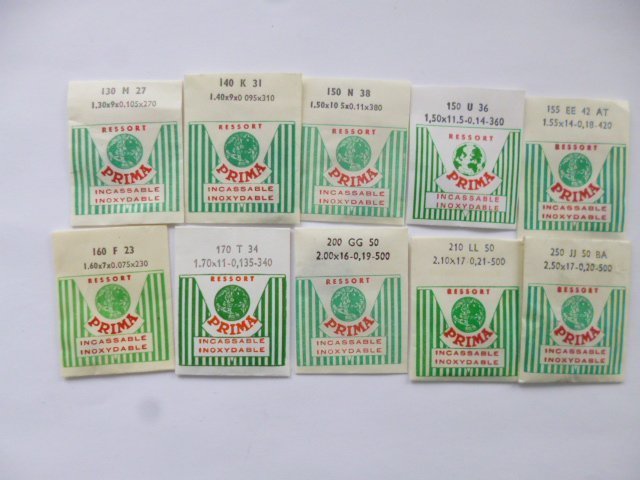 130 M 27
1.30x9x0.105x270
RESSORT
PRIMA
INCASSABLE
INOXYDABLE
140 K 31
1.40x9x0 095x310
RESSORT
PRIMA
INCASSABLE
INOXYDABLE
150 N 38
1.50x10 5x0.11x380
RESSORT
PRIMA
INCASSABLE
INOXYDABLE
150 U 36
1,50x11.5-0.14-360
RESSORT
PRIMA
INCASSABLE
INOXYDABLE
155 EE 42 AT
1.55x14-0,18-420
RESSORT
PRIMA
INCASSABLE
INOXYDABLE
160 F 23
1.60x7x0.075x230
RESSORT
PRIMA
INCASSABLE
INOXYDABLE
170 T 34
1.70x11-0,135-340
RESSORT
PRIMA
INCASSABLE
INOXYDABLE
200 GG 50
2.00x16-0,19-500
RESSORT
PRIMA
INCASSABLE
INOXYDABLE
210 LL 50
2.10x17-0,21-500
RESSORT
PRIMA
INCASSABLE
INOXYDABLE
250 JJ 50 BA
2.50x17-0.20-500
RESSORT
PRIMA
INCASSABLE
INOXYDABLE